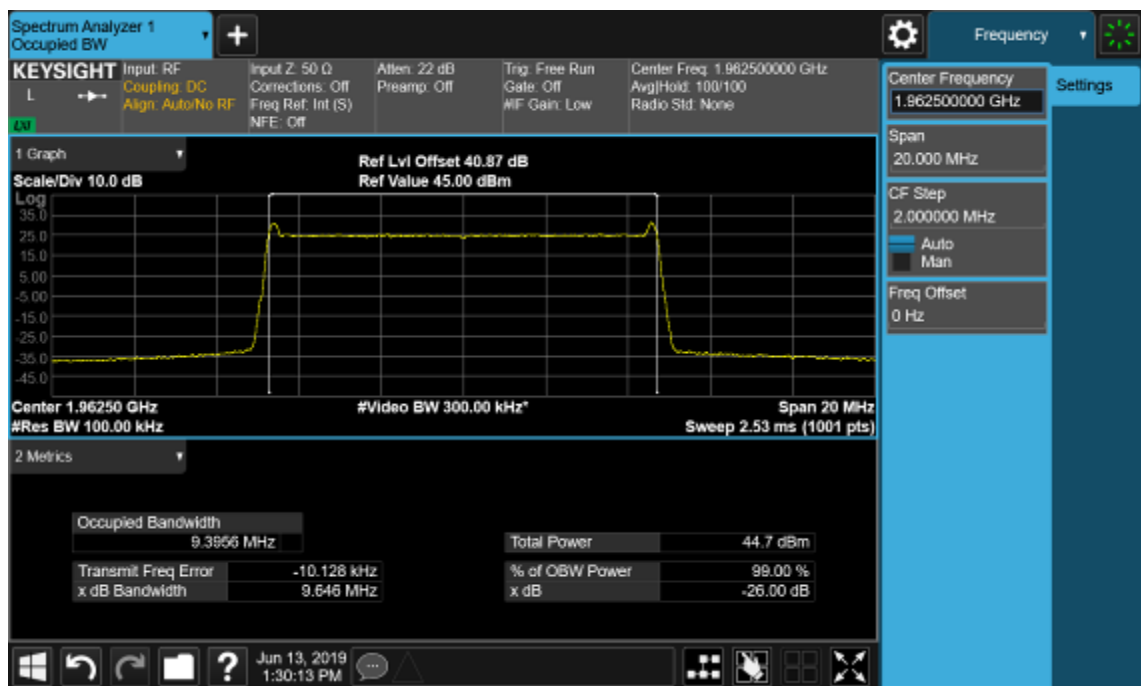 Spectrum Analyzer 1
Occupied BW
+
Frequency
KEYSIGHT
L
LXI
Input: RF
Coupling: DC
Align: Auto/No RF
Input Z: 50 Ω
Corrections: Off
Freq Ref: Int (S)
NFE: Off
Atten: 22 dB
Preamp: Off
Trig: Free Run
Gate: Off
#IF Gain: Low
Center Freq: 1.962500000 GHz
Avg|Hold: 100/100
Radio Std: None
Center Frequency
1.962500000 GHz
Settings
Span
20.000 MHz
CF Step
2.000000 MHz
Auto
Man
Freq Offset
0 Hz
1 Graph
Scale/Div 10.0 dB
Ref Lvl Offset 40.87 dB
Ref Value 45.00 dBm
Log
35.0
25.0
15.0
5.00
-5.00
-15.0
-25.0
-35.0
-45.0
Center 1.96250 GHz
#Video BW 300.00 kHz*
Span 20 MHz
#Res BW 100.00 kHz
Sweep 2.53 ms (1001 pts)
2 Metrics
Occupied Bandwidth
9.3956 MHz
Total Power 44.7 dBm
Transmit Freq Error -10.128 kHz
% of OBW Power 99.00 %
x dB Bandwidth 9.646 MHz
x dB -26.00 dB
?
Jun 13, 2019
1:30:13 PM